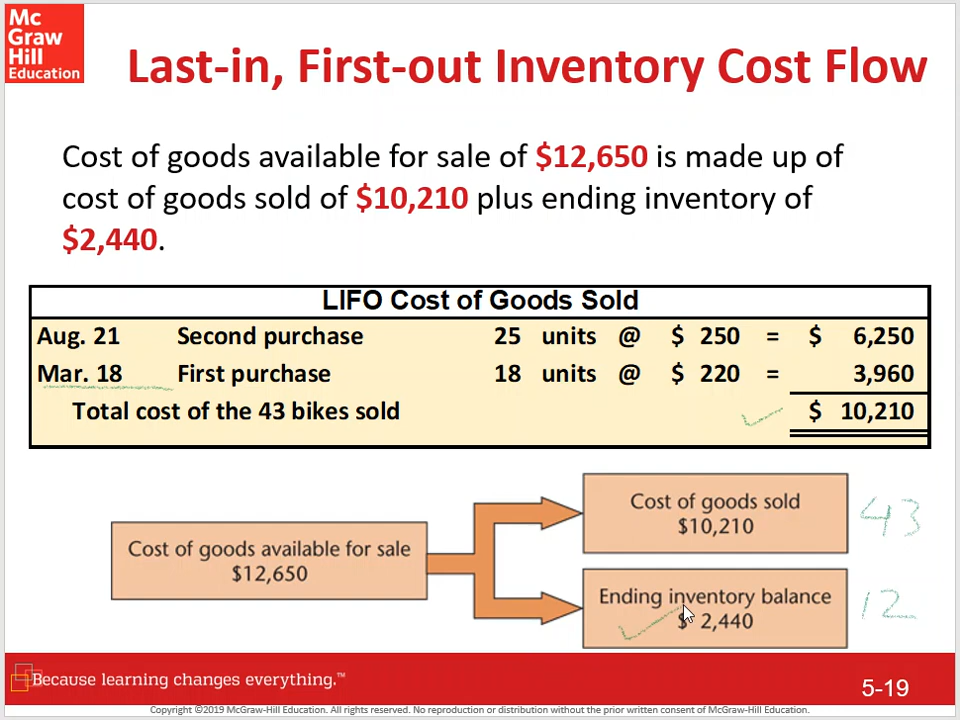 Mc
Graw
Hill
Education
Last-in, First-out Inventory Cost Flow
Cost of goods available for sale of $12,650 is made up of
cost of goods sold of $10,210 plus ending inventory of
$2,440.
LIFO Cost of Goods Sold
Aug. 21 Second purchase 25 units @ $ 250 = $ 6,250
Mar. 18 First purchase 18 units @ $ 220 = 3,960
Total cost of the 43 bikes sold $ 10,210
Cost of goods sold
$10,210
43
Cost of goods available for sale
$12,650
Ending inventory balance
$ 2,440
12
Because learning changes everything.™
5-19
Copyright ©2019 McGraw-Hill Education. All rights reserved. No reproduction or distribution without the prior written consent of McGraw-Hill Education.